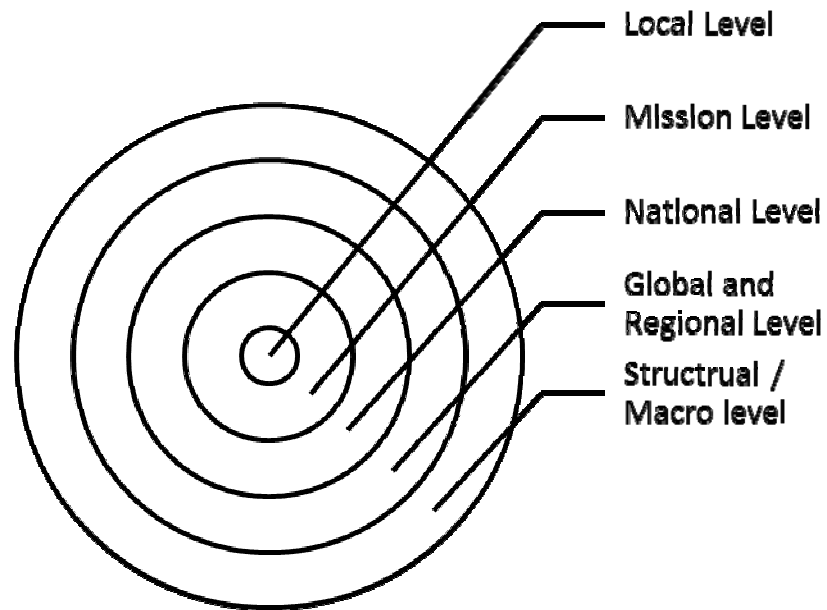 Local Level
Mission Level
National Level
Global and
Regional Level
Structrual /
Macro level